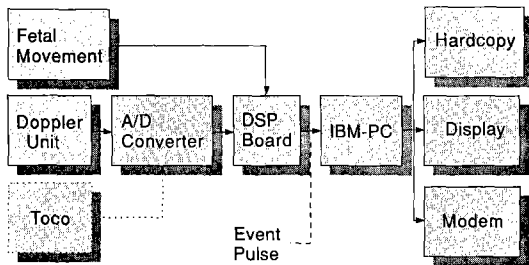 Fetal
Movement
Hardcopy
Doppler
Unit
A/D
Converter
DSP
Board
IBM-PC
Display
Toco
Event
Pulse
Modem